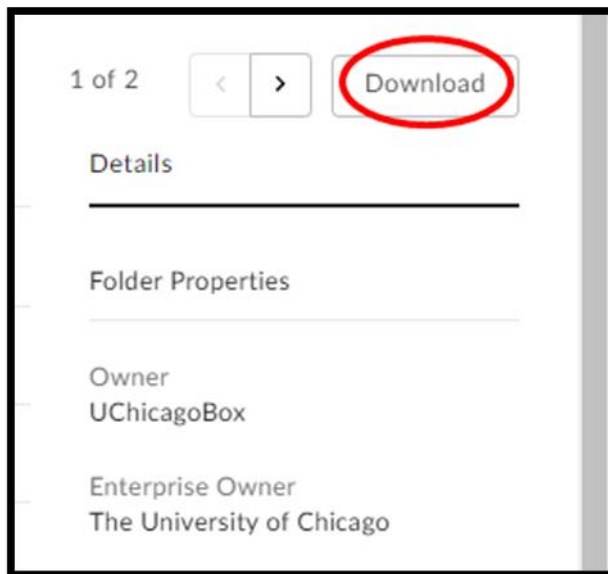 1 of 2 < > Download
Details
Folder Properties
Owner
UChicagoBox
Enterprise Owner
The University of Chicago